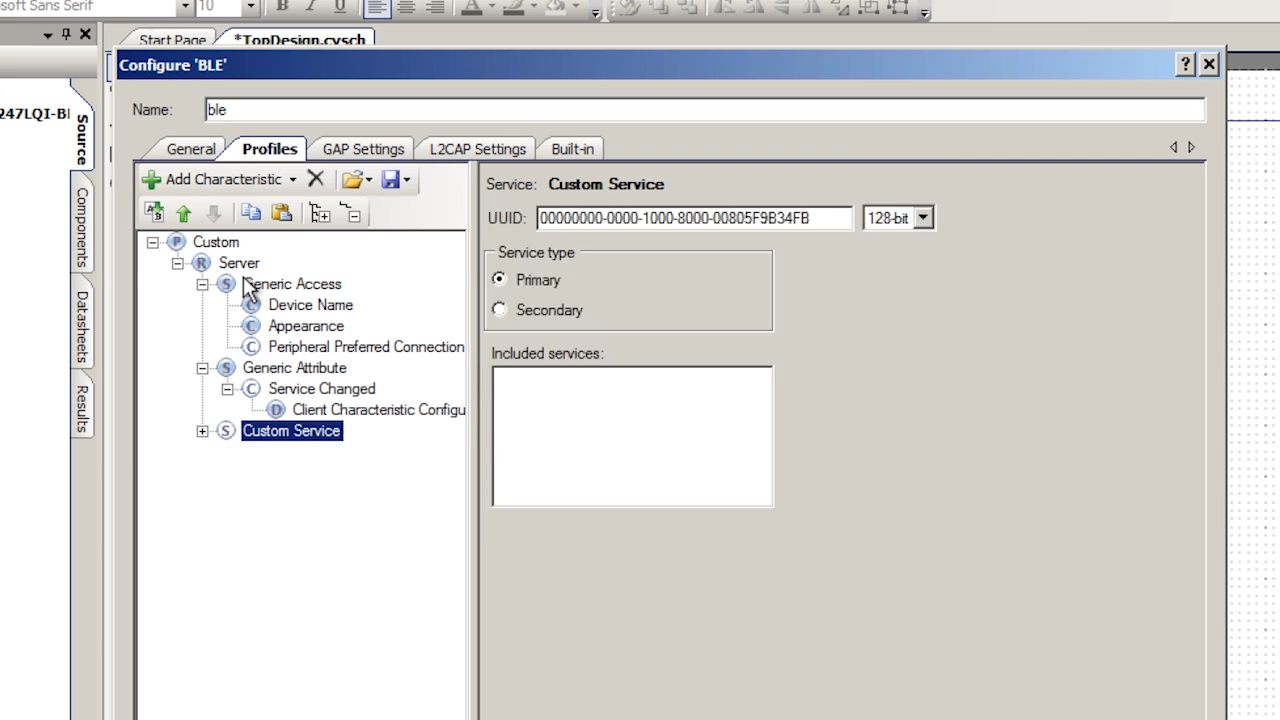 osoft Sans Serif 10 B I U
Start Page *TopDesign.cysch
Configure 'BLE'
Name: ble
247LQI-BL
General Profiles GAP Settings L2CAP Settings Built-in
Source
Components
Datasheets
Results
Add Characteristic
Custom
Server
Generic Access
Device Name
Appearance
Peripheral Preferred Connection
Generic Attribute
Service Changed
Client Characteristic Configu
Custom Service
Service: Custom Service
UUID: 00000000-0000-1000-8000-00805F9B34FB 128-bit
Service type
Primary
Secondary
Included services: